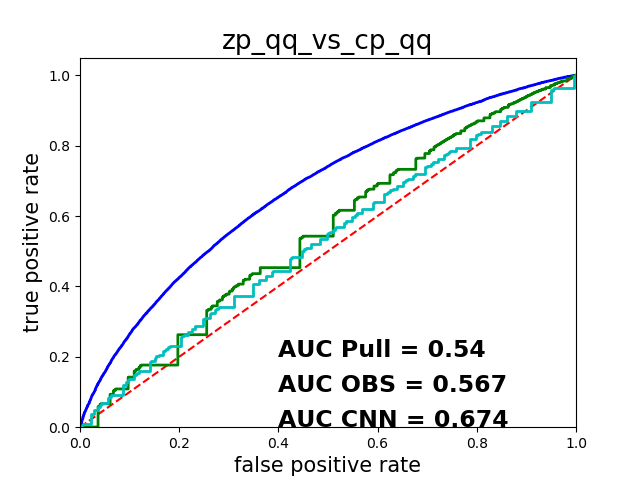 zp_qq_vs_cp_qq
1.0
0.8
0.6
0.4
0.2
0.0
true positive rate
AUC Pull = 0.54
AUC OBS = 0.567
AUC CNN = 0.674
0.0 0.2 0.4 0.6 0.8 1.0
false positive rate